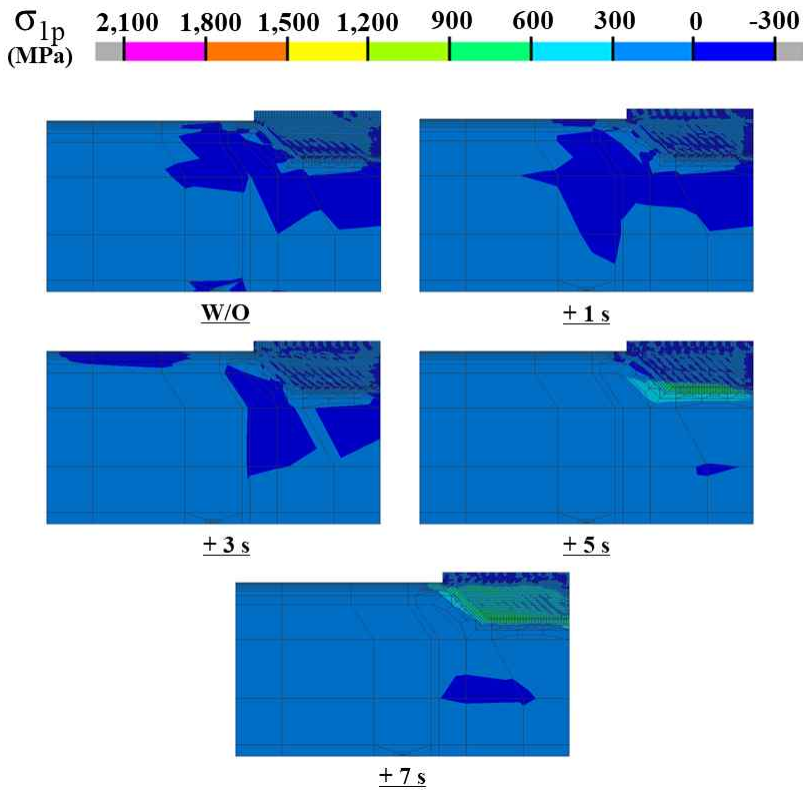 σ1p 2,100 1,800 1,500 1,200 900 600 300 0 -300
(MPa)
W/O
+ 1 s
+ 3 s
+ 5 s
+ 7 s